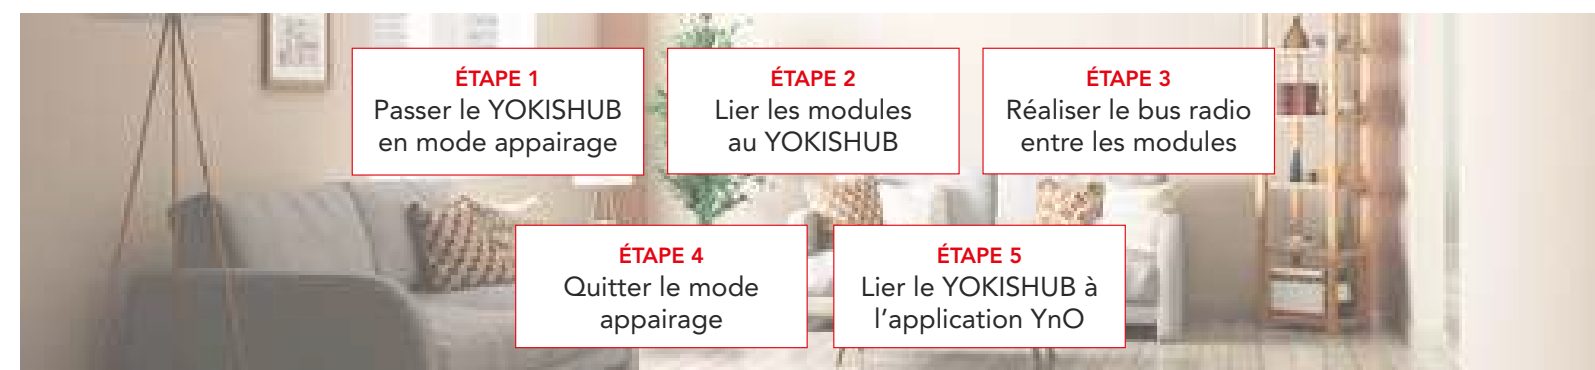 ÉTAPE 1
Passer le YOKISHUB
en mode appairage
ÉTAPE 2
Lier les modules
au YOKISHUB
ÉTAPE 3
Réaliser le bus radio
entre les modules
ÉTAPE 4
Quitter le mode
appairage
ÉTAPE 5
Lier le YOKISHUB à
l’application YnO